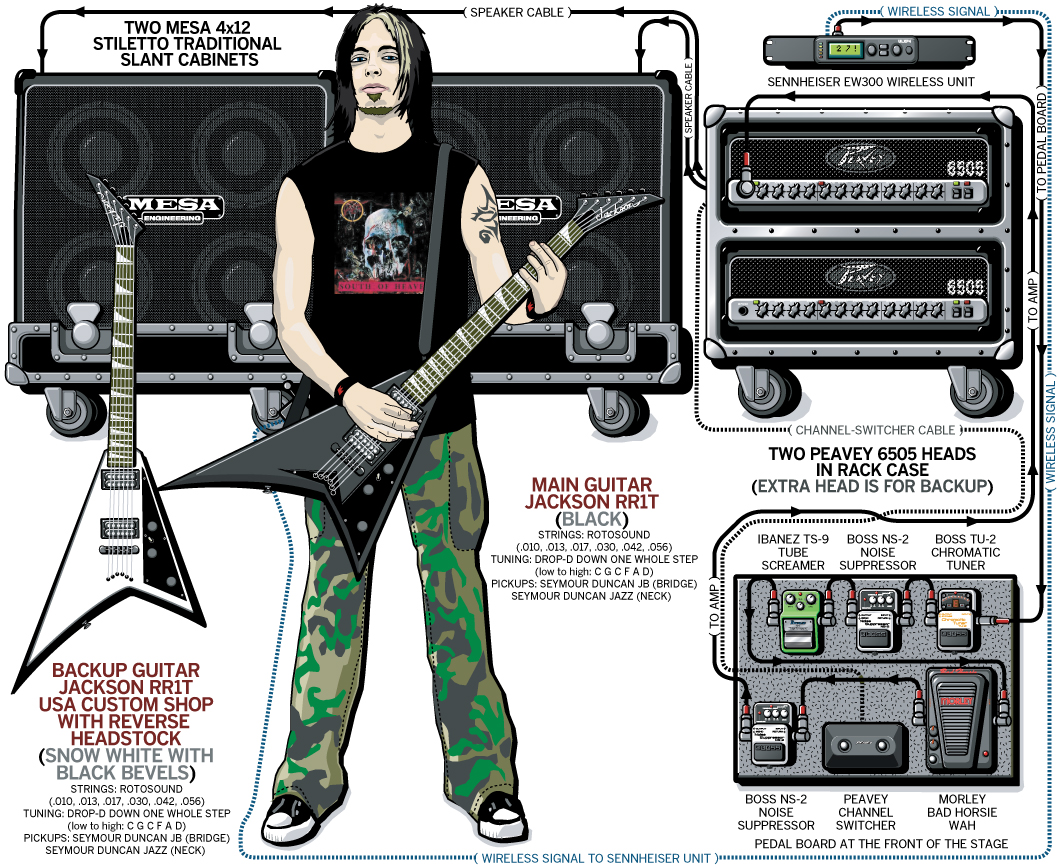 SPEAKER CABLE
WIRELESS SIGNAL
TWO MESA 4x12
STILETTO TRADITIONAL
SLANT CABINETS
SENNHEISER EW300 WIRELESS UNIT
SPEAKER CABLE
TO PEDAL BOARD
PEAVEY
6505
MESA
ENGINEERING
MESA
ENGINEERING
Jackson
SOUTH OF HEAVEN
PEAVEY
6505
TO AMP
WIRELESS SIGNAL
CHANNEL-SWITCHER CABLE
TWO PEAVEY 6505 HEADS
IN RACK CASE
(EXTRA HEAD IS FOR BACKUP)
MAIN GUITAR
JACKSON RR1T
(BLACK)
STRINGS: ROTOSOUND
(.010, .013, .017, .030, .042, .056)
TUNING: DROP-D DOWN ONE WHOLE STEP
(low to high: C G C F A D)
PICKUPS: SEYMOUR DUNCAN JB (BRIDGE)
SEYMOUR DUNCAN JAZZ (NECK)
IBANEZ TS-9
TUBE
SCREAMER
BOSS NS-2
NOISE
SUPPRESSOR
BOSS TU-2
CHROMATIC
TUNER
TO AMP
BACKUP GUITAR
JACKSON RR1T
USA CUSTOM SHOP
WITH REVERSE
HEADSTOCK
(SNOW WHITE WITH
BLACK BEVELS)
STRINGS: ROTOSOUND
(.010, .013, .017, .030, .042, .056)
TUNING: DROP-D DOWN ONE WHOLE STEP
(low to high: C G C F A D)
PICKUPS: SEYMOUR DUNCAN JB (BRIDGE)
SEYMOUR DUNCAN JAZZ (NECK)
BOSS NS-2
NOISE
SUPPRESSOR
PEAVEY
CHANNEL
SWITCHER
MORLEY
BAD HORSIE
WAH
PEDAL BOARD AT THE FRONT OF THE STAGE
WIRELESS SIGNAL TO SENNHEISER UNIT